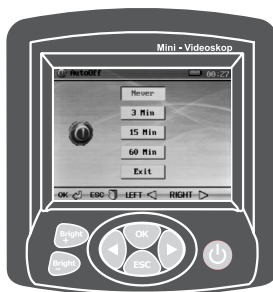 Mini - Videoskop
AutoOff 00:27
Never
3 Min
15 Min
60 Min
Exit
OK ESC LEFT RIGHT
Bright
+
OK
Bright
−
ESC